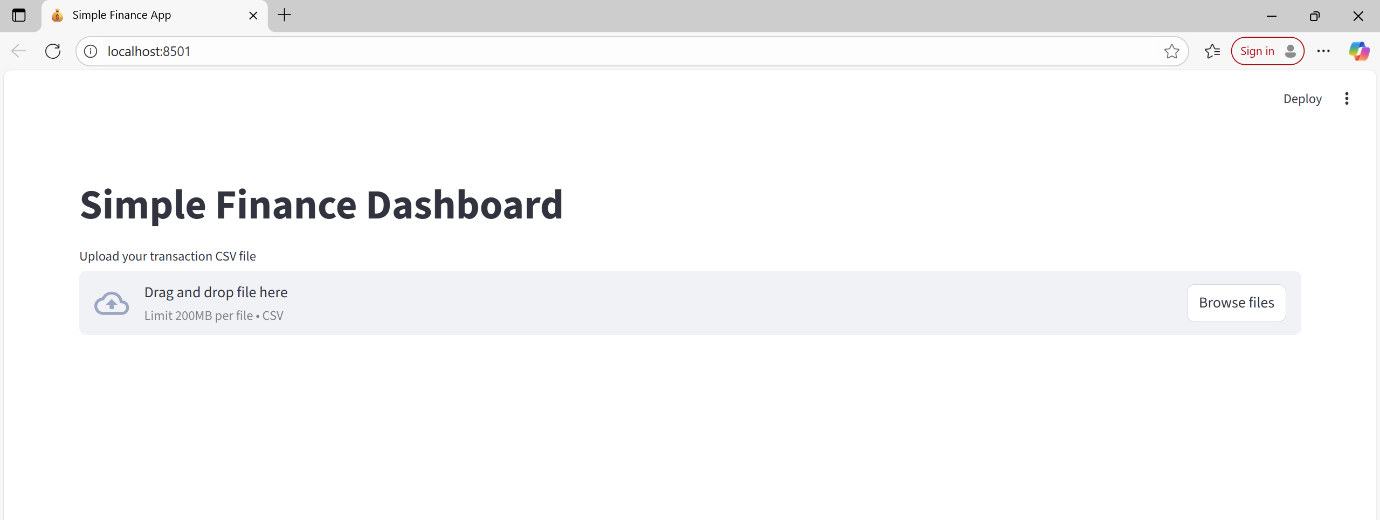 Simple Finance App
localhost:8501
Sign in
Deploy
Simple Finance Dashboard
Upload your transaction CSV file
Drag and drop file here
Limit 200MB per file • CSV
Browse files